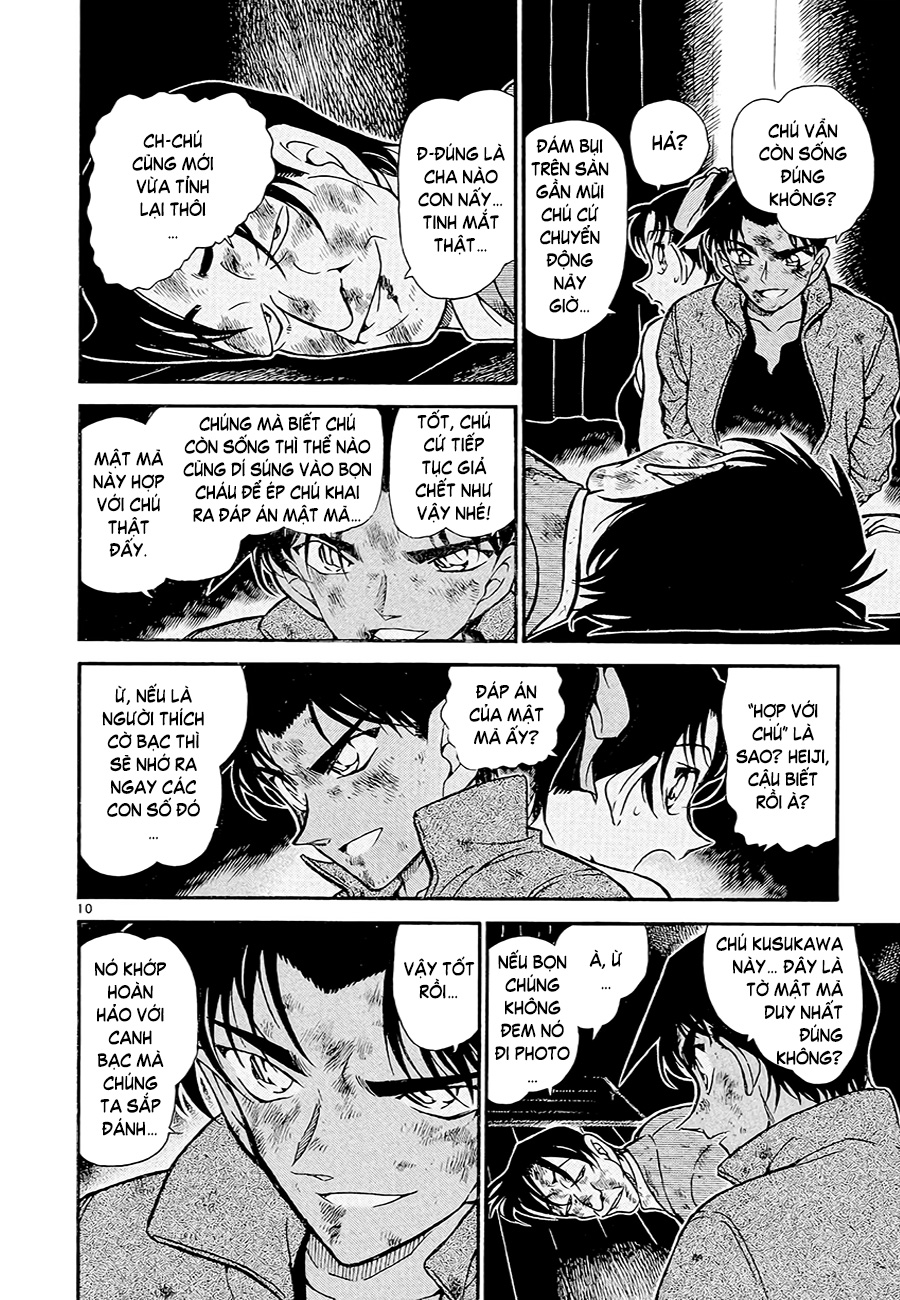 CHÚ VẪN
CÒN SỐNG
ĐÚNG
KHÔNG?
HẢ?
ĐÁM BỤI
TRÊN SÀN
GẦN MŨI
CHÚ CỨ
CHUYỂN
ĐỘNG
NÃY
GIỜ...
Đ-ĐÚNG LÀ
CHA NÀO
CON NẤY...
TINH MẮT
THẬT...
CH-CHÚ
CŨNG MỚI
VỪA TỈNH
LẠI THÔI
...
TỐT, CHÚ
CỨ TIẾP
TỤC GIẢ
CHẾT NHƯ
VẬY NHÉ!
CHÚNG MÀ BIẾT CHÚ
CÒN SỐNG THÌ THỂ NÀO
CŨNG DÍ SÚNG VÀO BỌN
CHÁU ĐỂ ÉP CHÚ KHAI
RA ĐÁP ÁN MẬT MÃ...
MẬT MÃ
NÀY HỢP
VỚI CHÚ
THẬT
ĐẤY.
“HỢP VỚI
CHÚ” LÀ
SAO? HEIJI,
CẬU BIẾT
RỒI À?
ĐÁP ÁN
CỦA MẬT
MÃ ẤY?
Ừ, NẾU LÀ
NGƯỜI THÍCH
CỜ BẠC THÌ
SẼ NHỚ RA
NGAY CÁC
CON SỐ ĐÓ
...
CHÚ KUSUKAWA
NÀY... ĐÂY LÀ
TỜ MẬT MÃ
DUY NHẤT
ĐÚNG
KHÔNG?
À, Ừ
...
NẾU BỌN
CHÚNG
KHÔNG
ĐEM NÓ
ĐI PHOTO
...
VẬY TỐT
RỒI...
NÓ KHỚP
HOÀN
HẢO VỚI
CANH
BẠC MÀ
CHÚNG
TA SẮP
ĐÁNH...
10